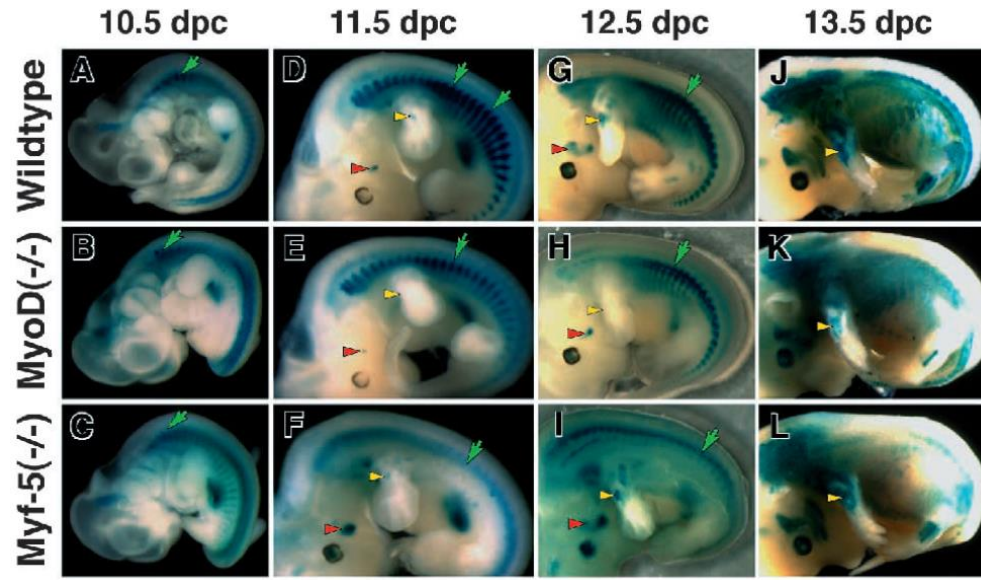 10.5 dpc 11.5 dpc 12.5 dpc 13.5 dpc
Wildtype
A D G J
MyoD(-/-)
B E H K
Myf-5(-/-)
C F I L